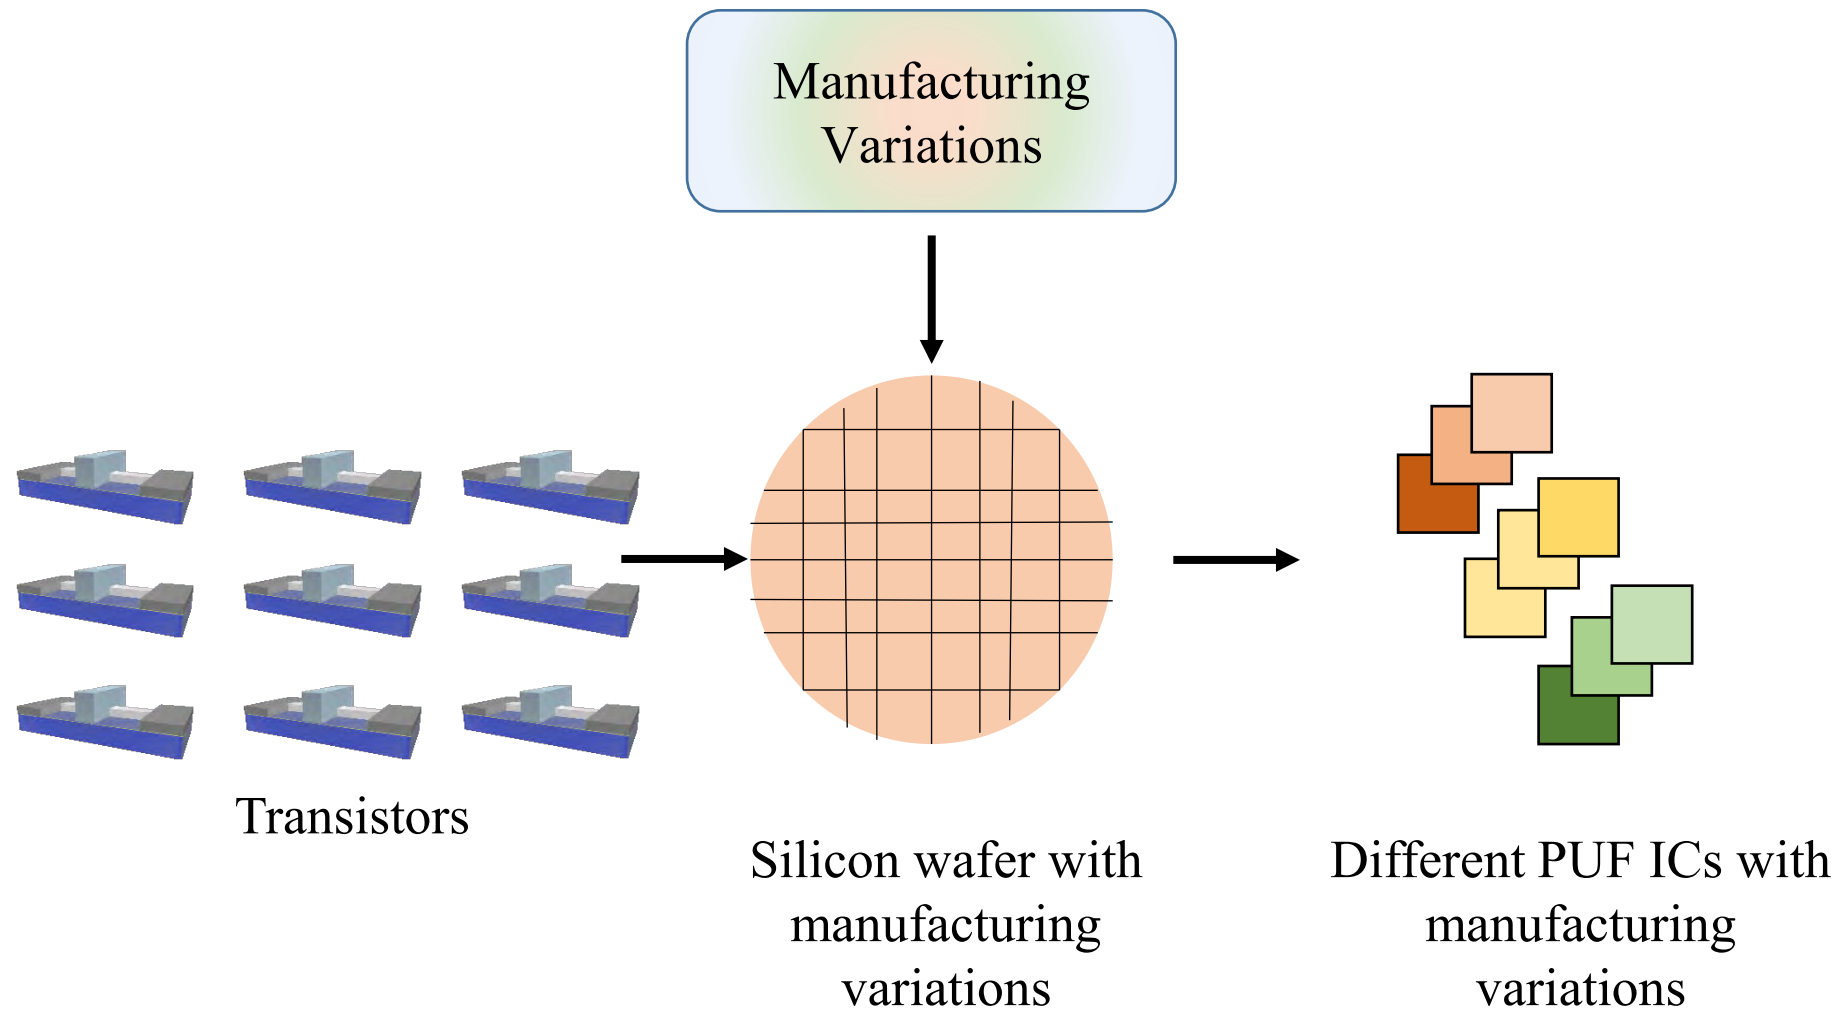 Manufacturing
Variations
Transistors
Silicon wafer with
manufacturing
variations
Different PUF ICs with
manufacturing
variations